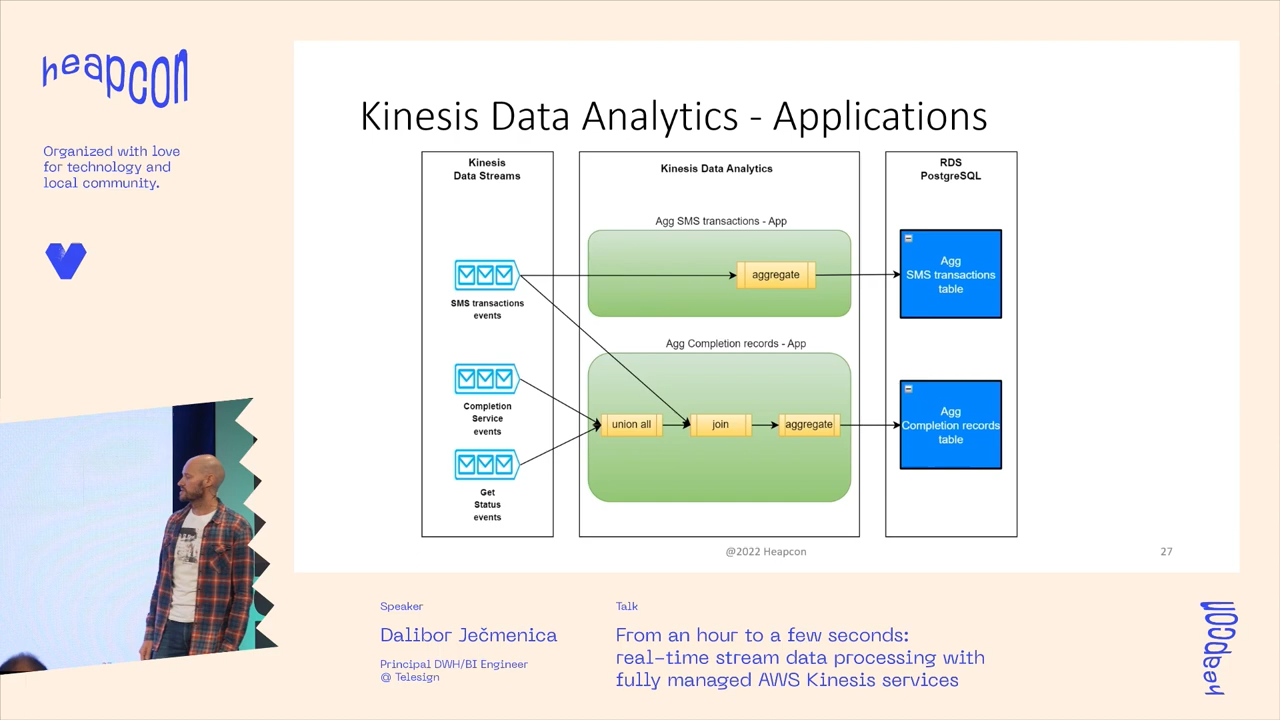 heapcon
Organized with love
for technology and
local community.
Kinesis Data Analytics - Applications
Kinesis
Data Streams
Kinesis Data Analytics
RDS
PostgreSQL
Agg SMS transactions - App
aggregate
Agg
SMS transactions
table
SMS transactions
events
Agg Completion records - App
Completion
Service
events
union all
join
aggregate
Agg
Completion records
table
Get
Status
events
@2022 Heapcon
27
Speaker
Dalibor Ječmenica
Principal DWH/BI Engineer
@ Telesign
Talk
From an hour to a few seconds:
real-time stream data processing with
fully managed AWS Kinesis services
heapcon